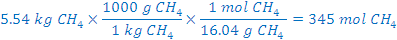 5.54 kg CH₄ × 1000 g CH₄ / 1 kg CH₄ × 1 mol CH₄ / 16.04 g CH₄ = 345 mol CH₄